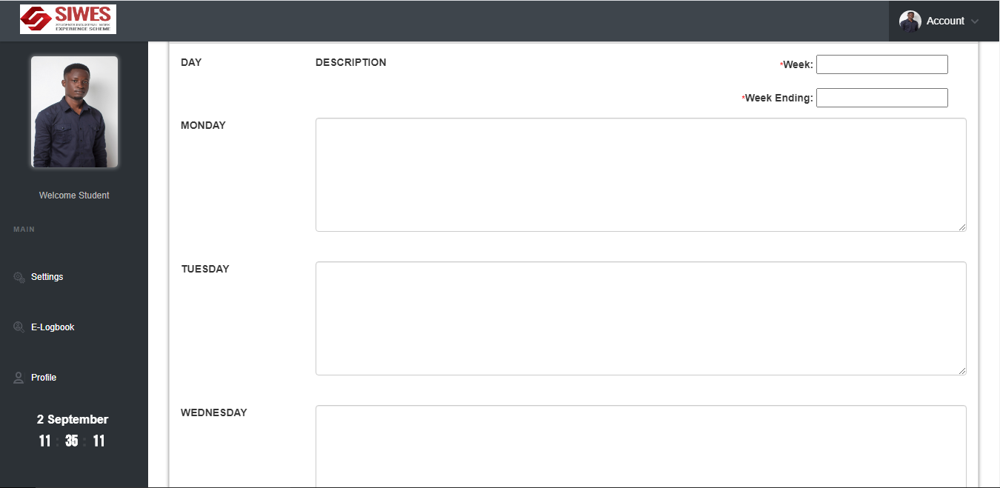 SIWES
STUDENTS INDUSTRIAL WORK
EXPERIENCE SCHEME
Account
Welcome Student
MAIN
Settings
E-Logbook
Profile
2 September
11 : 35 : 11
DAY
DESCRIPTION
*Week:
*Week Ending:
MONDAY
TUESDAY
WEDNESDAY